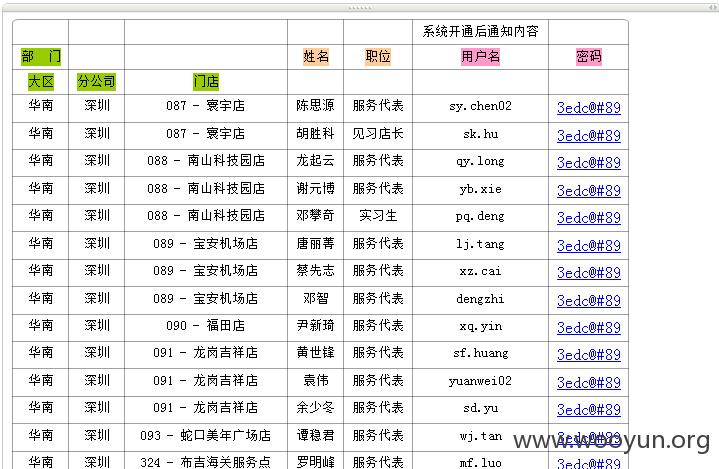 系统开通后通知内容
部 门 姓名 职位 用户名 密码
大区 分公司 门店
华南 深圳 087 - 寰宇店 陈思源 服务代表 sy.chen02 3edc@#89
华南 深圳 087 - 寰宇店 胡胜科 见习店长 sk.hu 3edc@#89
华南 深圳 088 - 南山科技园店 龙起云 服务代表 qy.long 3edc@#89
华南 深圳 088 - 南山科技园店 谢元博 服务代表 yb.xie 3edc@#89
华南 深圳 088 - 南山科技园店 邓攀奇 实习生 pq.deng 3edc@#89
华南 深圳 089 - 宝安机场店 唐丽菁 服务代表 lj.tang 3edc@#89
华南 深圳 089 - 宝安机场店 蔡先志 服务代表 xz.cai 3edc@#89
华南 深圳 089 - 宝安机场店 邓智 服务代表 dengzhi 3edc@#89
华南 深圳 090 - 福田店 尹新琦 服务代表 xq.yin 3edc@#89
华南 深圳 091 - 龙岗吉祥店 黄世锋 服务代表 sf.huang 3edc@#89
华南 深圳 091 - 龙岗吉祥店 袁伟 服务代表 yuanwei02 3edc@#89
华南 深圳 091 - 龙岗吉祥店 余少冬 服务代表 sd.yu 3edc@#89
华南 深圳 093 - 蛇口美年广场店 谭稳君 服务代表 wj.tan 3edc@#89
华南 深圳 324 - 布吉海关服务点 罗明峰 服务代表 mf.luo 3edc@#89
www.wooyun.org